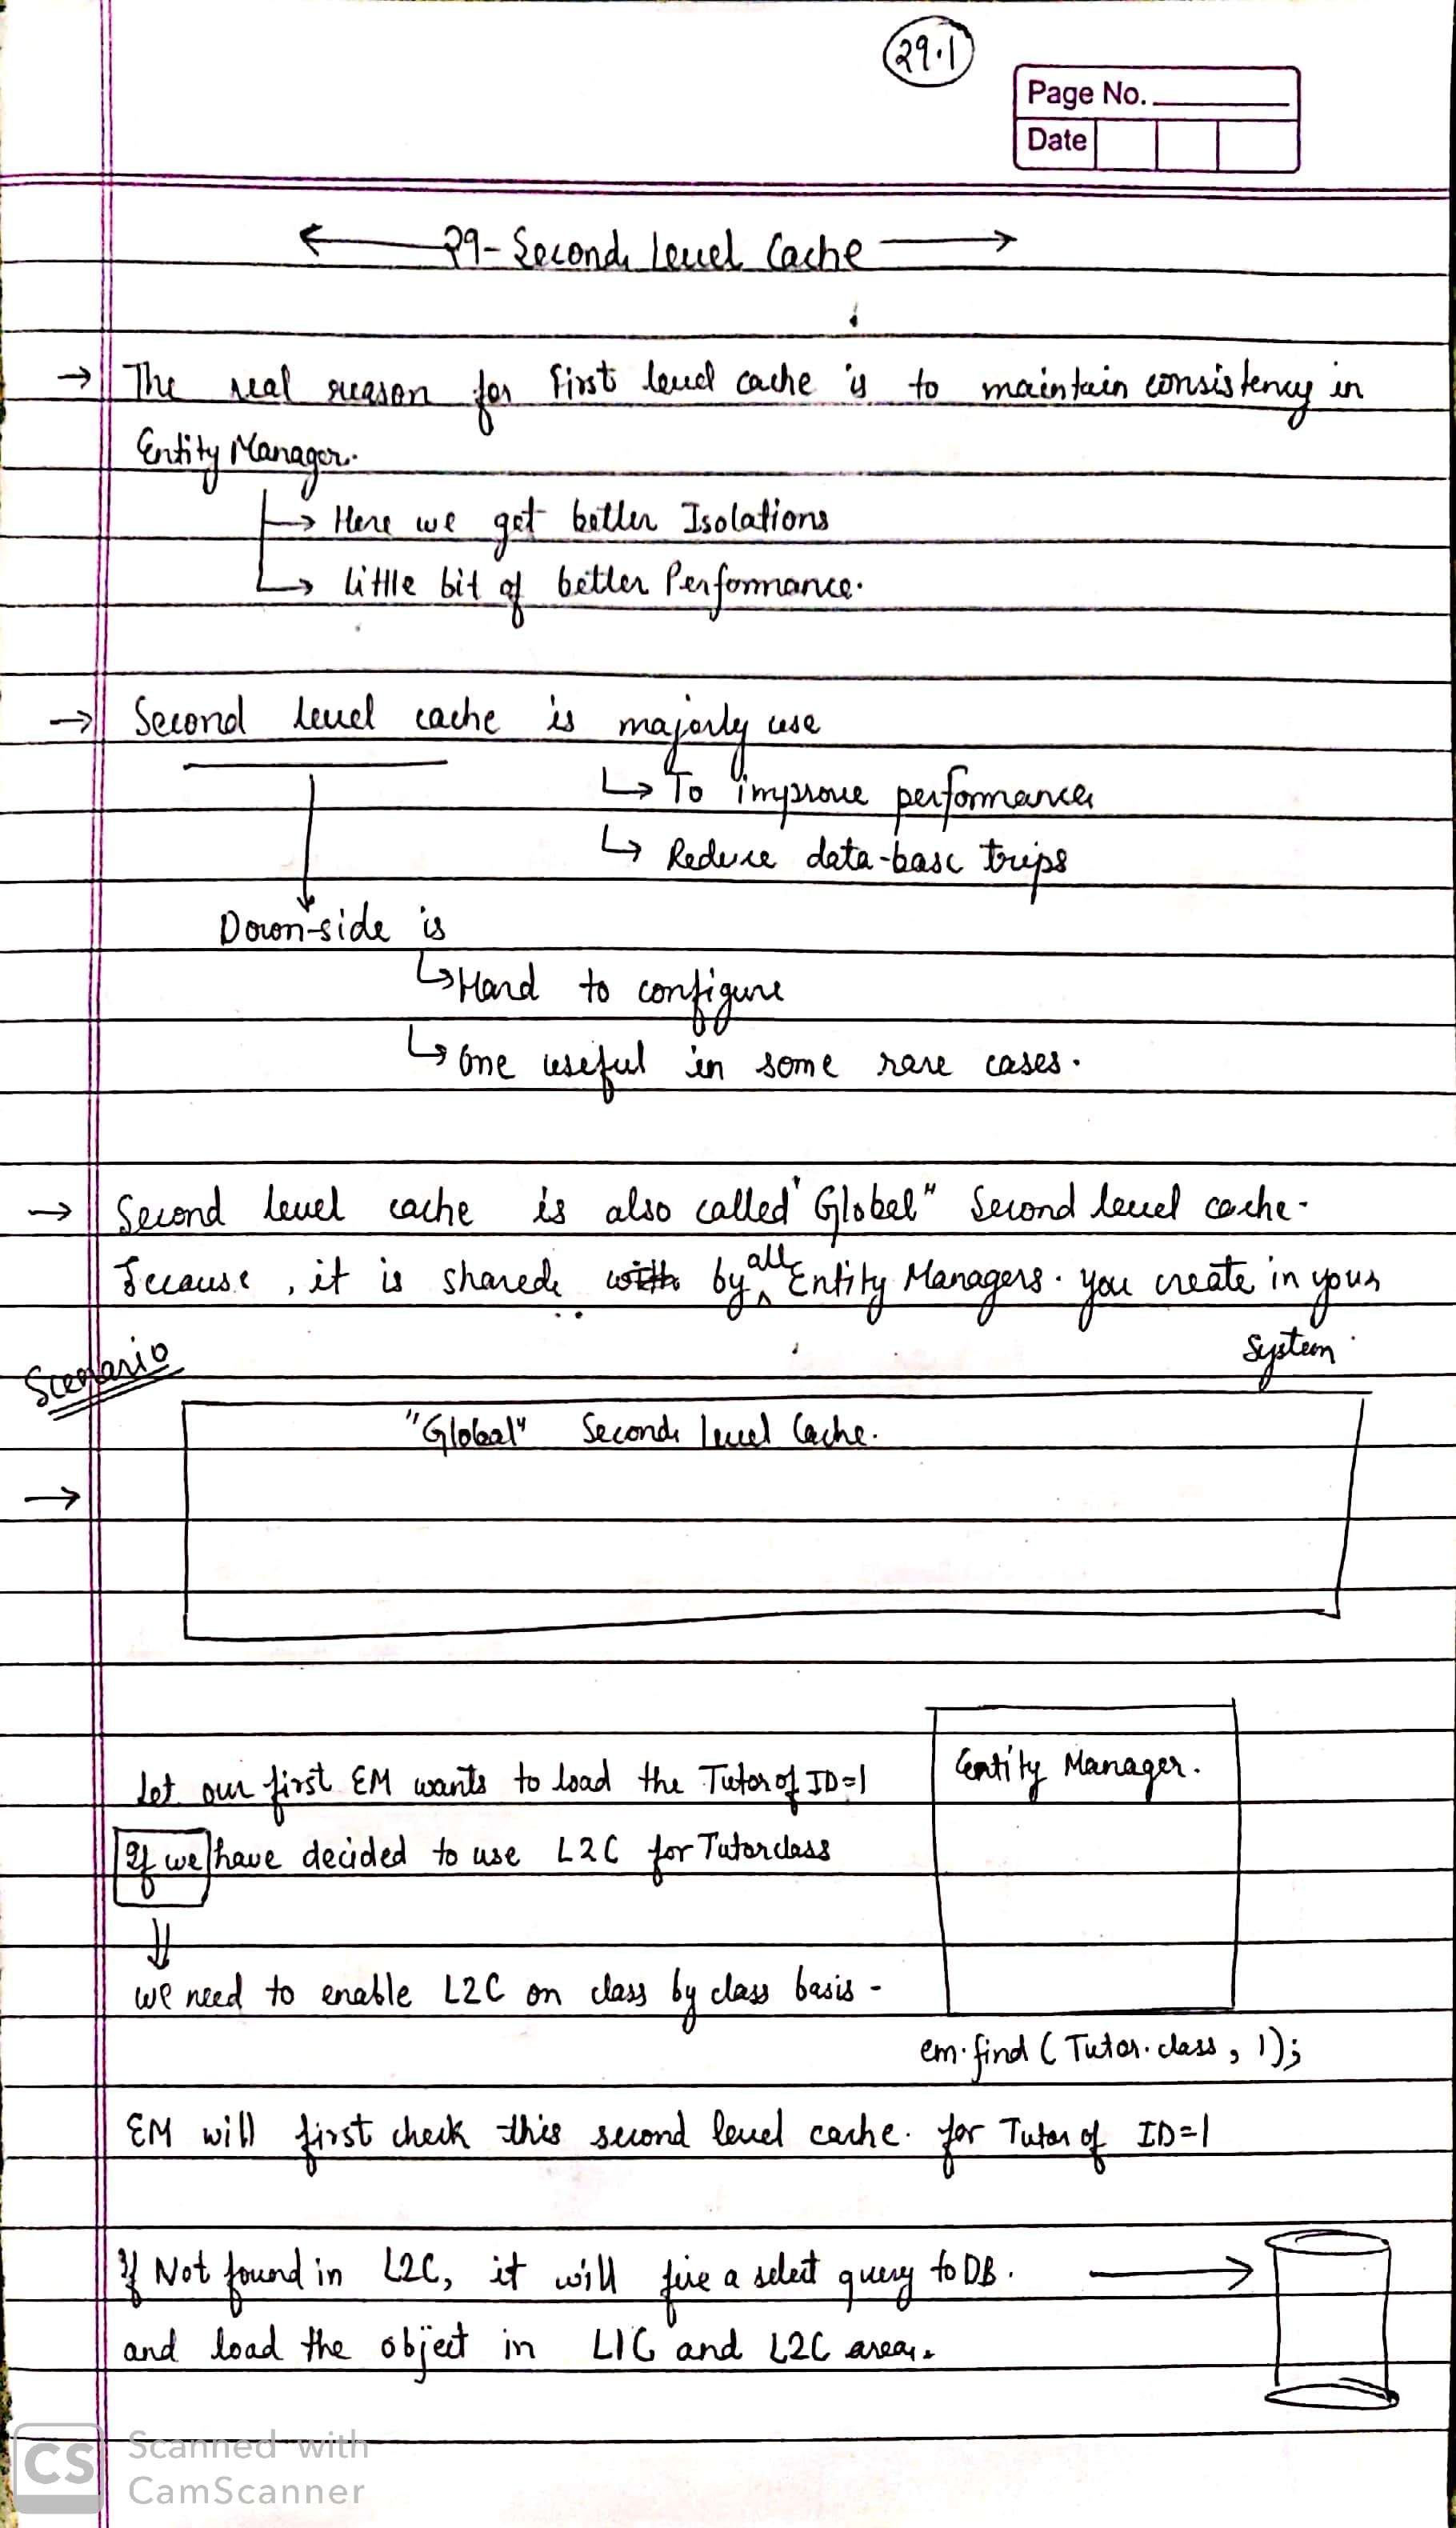 29.1
Page No.
Date
29- Second Level Cache
→ The real reason for first level cache is to maintain consistency in
Entity Manager.
↳ Here we get better Isolations
↳ little bit of better Performance.
→ Second level cache is majorly use
↳ To improve performance
↳ Reduce data-base trips
Down-side is
↳ Hard to configure
↳ One useful in some rare cases.
→ Second level cache is also called "Global" Second level cache-
Because, it is shared by all Entity Managers. you create in your
System
Scenario
"Global" Second Level Cache.
→
Entity Manager.
Let our first EM wants to load the Tutor of ID=1
If we have decided to use L2C for Tutor class
⇓
we need to enable L2C on class by class basis -
em.find ( Tutor.class , 1);
EM will first check this second level cache. for Tutor of ID=1
If Not found in L2C, it will fire a select query to DB. →
and load the object in L1C and L2C area.
CS
Scanned with
CamScanner